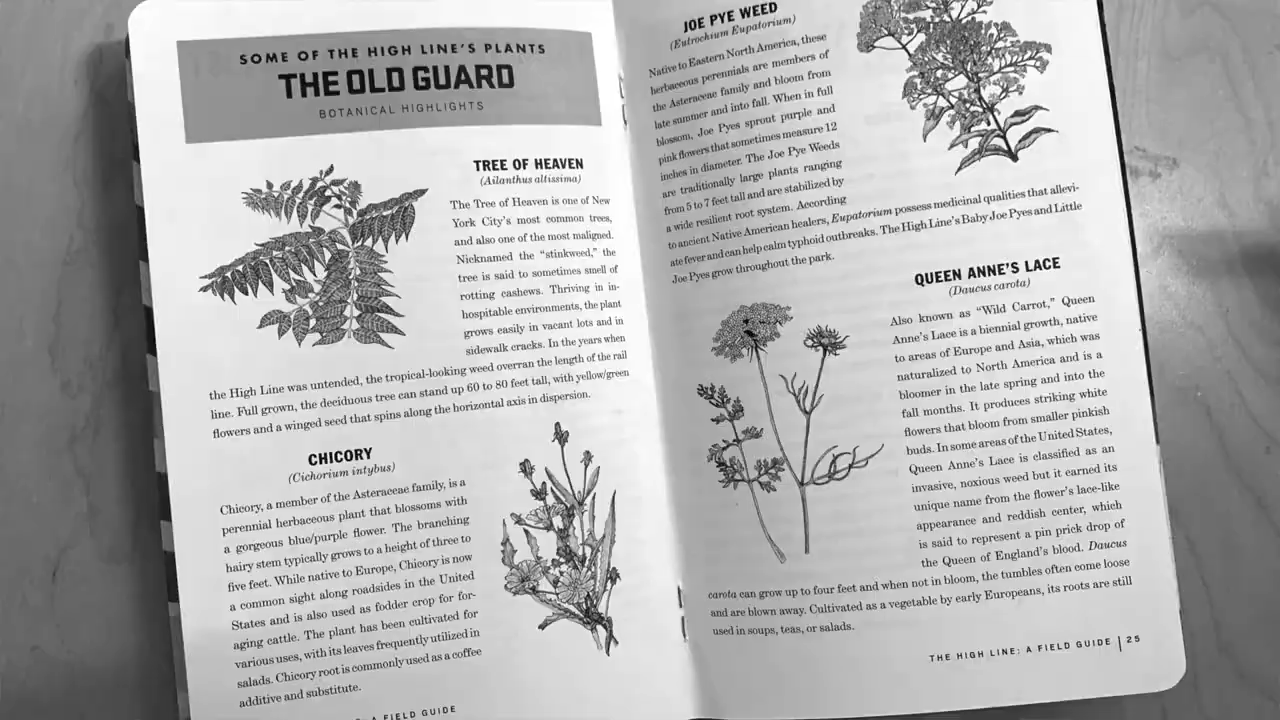 SOME OF THE HIGH LINE'S PLANTS
THE OLD GUARD
BOTANICAL HIGHLIGHTS
TREE OF HEAVEN
(Ailanthus altissima)
The Tree of Heaven is one of New
York City's most common trees,
and also one of the most maligned.
Nicknamed the "stinkweed," the
tree is said to sometimes smell of
rotting cashews. Thriving in in-
hospitable environments, the plant
grows easily in vacant lots and in
sidewalk cracks. In the years when
the High Line was untended, the tropical-looking weed overran the length of the rail
line. Full grown, the deciduous tree can stand up 60 to 80 feet tall, with yellow/green
flowers and a winged seed that spins along the horizontal axis in dispersion.
CHICORY
(Cichorium intybus)
Chicory, a member of the Asteraceae family, is a
perennial herbaceous plant that blossoms with
a gorgeous blue/purple flower. The branching
hairy stem typically grows to a height of three to
five feet. While native to Europe, Chicory is now
a common sight along roadsides in the United
States and is also used as fodder crop for for-
aging cattle. The plant has been cultivated for
various uses, with its leaves frequently utilized in
salads. Chicory root is commonly used as a coffee
additive and substitute.
A FIELD GUIDE
JOE PYE WEED
(Eutrochium Eupatorium)
Native to Eastern North America, these
herbaceous perennials are members of
the Asteraceae family and bloom from
late summer and into fall. When in full
blossom, Joe Pyes sprout purple and
pink flowers that sometimes measure 12
inches in diameter. The Joe Pye Weeds
are traditionally large plants ranging
from 5 to 7 feet tall and are stabilized by
a wide resilient root system. According
to ancient Native American healers, Eupatorium possess medicinal qualities that allevi-
ate fever and can help calm typhoid outbreaks. The High Line's Baby Joe Pyes and Little
Joe Pyes grow throughout the park.
QUEEN ANNE'S LACE
(Daucus carota)
Also known as "Wild Carrot," Queen
Anne's Lace is a biennial growth, native
to areas of Europe and Asia, which was
naturalized to North America and is a
bloomer in the late spring and into the
fall months. It produces striking white
flowers that bloom from smaller pinkish
buds. In some areas of the United States,
Queen Anne's Lace is classified as an
invasive, noxious weed but it earned its
unique name from the flower's lace-like
appearance and reddish center, which
is said to represent a pin prick drop of
the Queen of England's blood. Daucus
carota can grow up to four feet and when not in bloom, the tumbles often come loose
and are blown away. Cultivated as a vegetable by early Europeans, its roots are still
used in soups, teas, or salads.
THE HIGH LINE: A FIELD GUIDE | 25